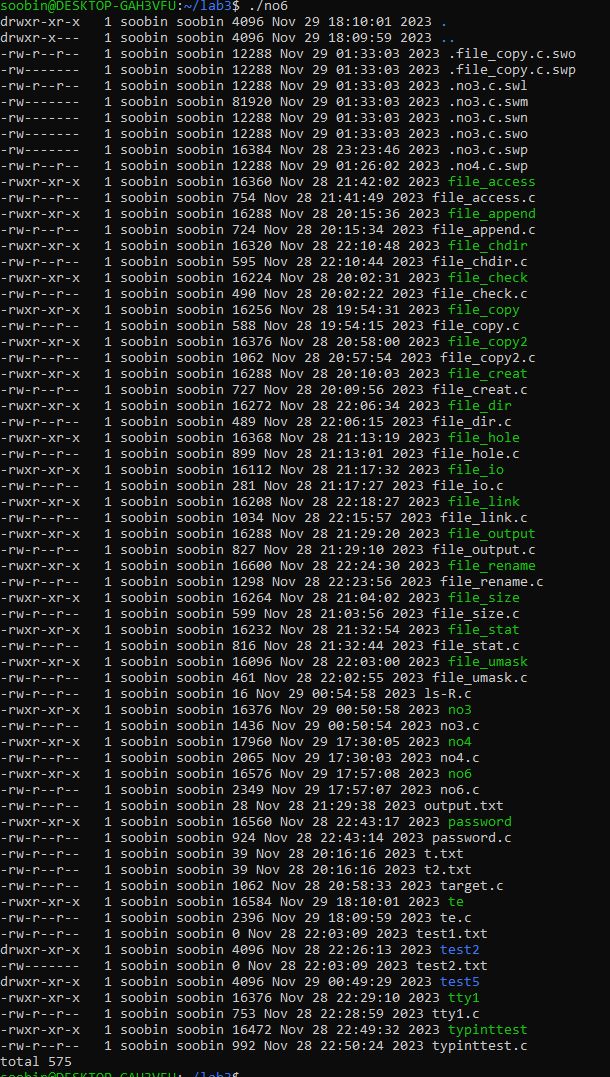 soobin@DESKTOP-GAH3VFU:~/lab3$ ./no6
drwxr-xr-x   1 soobin soobin 4096 Nov 29 18:10:01 2023 .
drwxr-x---   1 soobin soobin 4096 Nov 29 18:09:59 2023 ..
-rw-r--r--   1 soobin soobin 12288 Nov 29 01:33:03 2023 .file_copy.c.swo
-rw-------   1 soobin soobin 12288 Nov 29 01:33:03 2023 .file_copy.c.swp
-rw-r--r--   1 soobin soobin 12288 Nov 29 01:33:03 2023 .no3.c.swl
-rw-------   1 soobin soobin 81920 Nov 29 01:33:03 2023 .no3.c.swm
-rw-------   1 soobin soobin 12288 Nov 29 01:33:03 2023 .no3.c.swn
-rw-------   1 soobin soobin 12288 Nov 29 01:33:03 2023 .no3.c.swo
-rw-------   1 soobin soobin 16384 Nov 28 23:23:46 2023 .no3.c.swp
-rw-r--r--   1 soobin soobin 12288 Nov 29 01:26:02 2023 .no4.c.swp
-rwxr-xr-x   1 soobin soobin 16360 Nov 28 21:42:02 2023 file_access
-rw-r--r--   1 soobin soobin 754 Nov 28 21:41:49 2023 file_access.c
-rwxr-xr-x   1 soobin soobin 16288 Nov 28 20:15:36 2023 file_append
-rw-r--r--   1 soobin soobin 724 Nov 28 20:15:34 2023 file_append.c
-rwxr-xr-x   1 soobin soobin 16320 Nov 28 22:10:48 2023 file_chdir
-rw-r--r--   1 soobin soobin 595 Nov 28 22:10:44 2023 file_chdir.c
-rwxr-xr-x   1 soobin soobin 16224 Nov 28 20:02:31 2023 file_check
-rw-r--r--   1 soobin soobin 490 Nov 28 20:02:22 2023 file_check.c
-rwxr-xr-x   1 soobin soobin 16256 Nov 28 19:54:31 2023 file_copy
-rw-r--r--   1 soobin soobin 588 Nov 28 19:54:15 2023 file_copy.c
-rwxr-xr-x   1 soobin soobin 16376 Nov 28 20:58:00 2023 file_copy2
-rw-r--r--   1 soobin soobin 1062 Nov 28 20:57:54 2023 file_copy2.c
-rwxr-xr-x   1 soobin soobin 16288 Nov 28 20:10:03 2023 file_creat
-rw-r--r--   1 soobin soobin 727 Nov 28 20:09:56 2023 file_creat.c
-rwxr-xr-x   1 soobin soobin 16272 Nov 28 22:06:34 2023 file_dir
-rw-r--r--   1 soobin soobin 489 Nov 28 22:06:15 2023 file_dir.c
-rwxr-xr-x   1 soobin soobin 16368 Nov 28 21:13:19 2023 file_hole
-rw-r--r--   1 soobin soobin 899 Nov 28 21:13:01 2023 file_hole.c
-rwxr-xr-x   1 soobin soobin 16112 Nov 28 21:17:32 2023 file_io
-rw-r--r--   1 soobin soobin 281 Nov 28 21:17:27 2023 file_io.c
-rwxr-xr-x   1 soobin soobin 16208 Nov 28 22:18:27 2023 file_link
-rw-r--r--   1 soobin soobin 1034 Nov 28 22:15:57 2023 file_link.c
-rwxr-xr-x   1 soobin soobin 16288 Nov 28 21:29:20 2023 file_output
-rw-r--r--   1 soobin soobin 827 Nov 28 21:29:10 2023 file_output.c
-rwxr-xr-x   1 soobin soobin 16600 Nov 28 22:24:30 2023 file_rename
-rw-r--r--   1 soobin soobin 1298 Nov 28 22:23:56 2023 file_rename.c
-rwxr-xr-x   1 soobin soobin 16264 Nov 28 21:04:02 2023 file_size
-rw-r--r--   1 soobin soobin 599 Nov 28 21:03:56 2023 file_size.c
-rwxr-xr-x   1 soobin soobin 16232 Nov 28 21:32:54 2023 file_stat
-rw-r--r--   1 soobin soobin 816 Nov 28 21:32:44 2023 file_stat.c
-rwxr-xr-x   1 soobin soobin 16096 Nov 28 22:03:00 2023 file_umask
-rw-r--r--   1 soobin soobin 461 Nov 28 22:02:55 2023 file_umask.c
-rw-r--r--   1 soobin soobin 16 Nov 29 00:54:58 2023 ls-R.c
-rwxr-xr-x   1 soobin soobin 16376 Nov 29 00:50:58 2023 no3
-rw-r--r--   1 soobin soobin 1436 Nov 29 00:50:54 2023 no3.c
-rwxr-xr-x   1 soobin soobin 17960 Nov 29 17:30:05 2023 no4
-rw-r--r--   1 soobin soobin 2065 Nov 29 17:30:03 2023 no4.c
-rwxr-xr-x   1 soobin soobin 16576 Nov 29 17:57:08 2023 no6
-rw-r--r--   1 soobin soobin 2349 Nov 29 17:57:07 2023 no6.c
-rw-r--r--   1 soobin soobin 28 Nov 28 21:29:38 2023 output.txt
-rwxr-xr-x   1 soobin soobin 16560 Nov 28 22:43:17 2023 password
-rw-r--r--   1 soobin soobin 924 Nov 28 22:43:14 2023 password.c
-rw-r--r--   1 soobin soobin 39 Nov 28 20:16:16 2023 t.txt
-rw-r--r--   1 soobin soobin 39 Nov 28 20:16:16 2023 t2.txt
-rw-r--r--   1 soobin soobin 1062 Nov 28 20:58:33 2023 target.c
-rwxr-xr-x   1 soobin soobin 16584 Nov 29 18:10:01 2023 te
-rw-r--r--   1 soobin soobin 2396 Nov 29 18:09:59 2023 te.c
-rw-r--r--   1 soobin soobin 0 Nov 28 22:03:09 2023 test1.txt
drwxr-xr-x   1 soobin soobin 4096 Nov 28 22:26:13 2023 test2
-rw-------   1 soobin soobin 0 Nov 28 22:03:09 2023 test2.txt
drwxr-xr-x   1 soobin soobin 4096 Nov 29 00:49:29 2023 test5
-rwxr-xr-x   1 soobin soobin 16376 Nov 28 22:29:10 2023 tty1
-rw-r--r--   1 soobin soobin 753 Nov 28 22:28:59 2023 tty1.c
-rwxr-xr-x   1 soobin soobin 16472 Nov 28 22:49:32 2023 typinttest
-rw-r--r--   1 soobin soobin 992 Nov 28 22:50:24 2023 typinttest.c
total 575
soobin@DESKTOP-GAH3VFU:~/lab3$